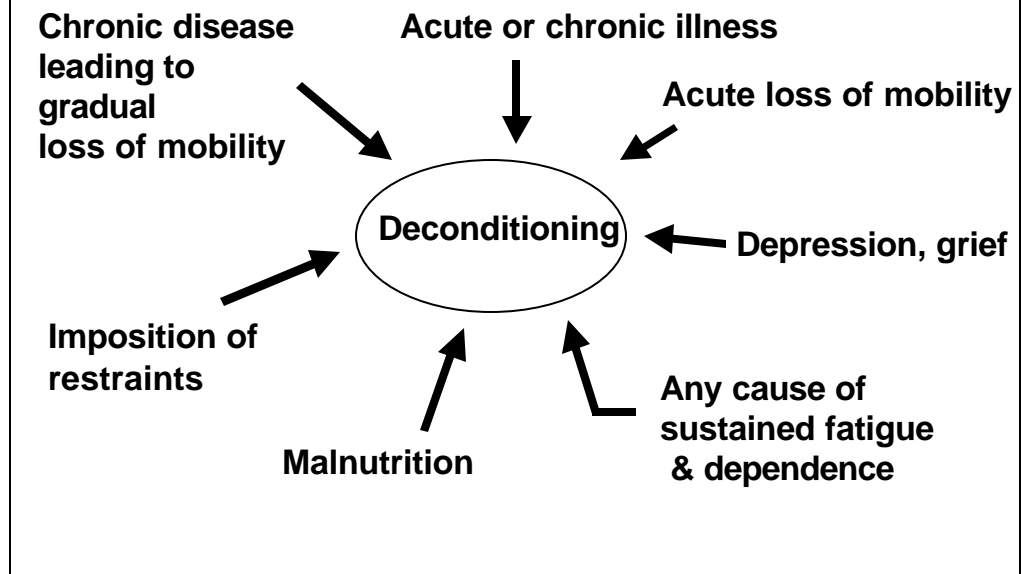 Chronic disease
leading to
gradual
loss of mobility
Acute or chronic illness
Acute loss of mobility
Deconditioning
Depression, grief
Imposition of
restraints
Malnutrition
Any cause of
sustained fatigue
& dependence